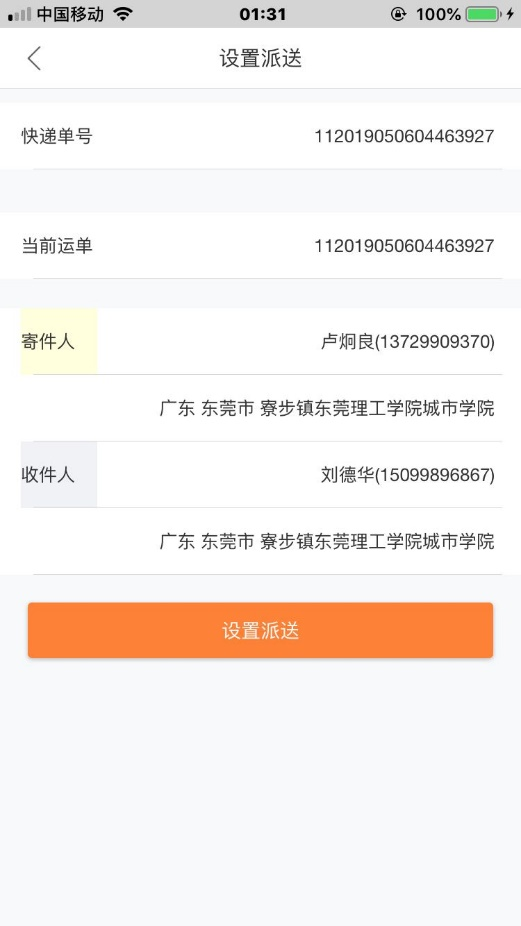 中国移动 01:31 100%
设置派送
快递单号 112019050604463927
当前运单 112019050604463927
寄件人 卢炯良(13729909370)
广东 东莞市 寮步镇东莞理工学院城市学院
收件人 刘德华(15099896867)
广东 东莞市 寮步镇东莞理工学院城市学院
设置派送